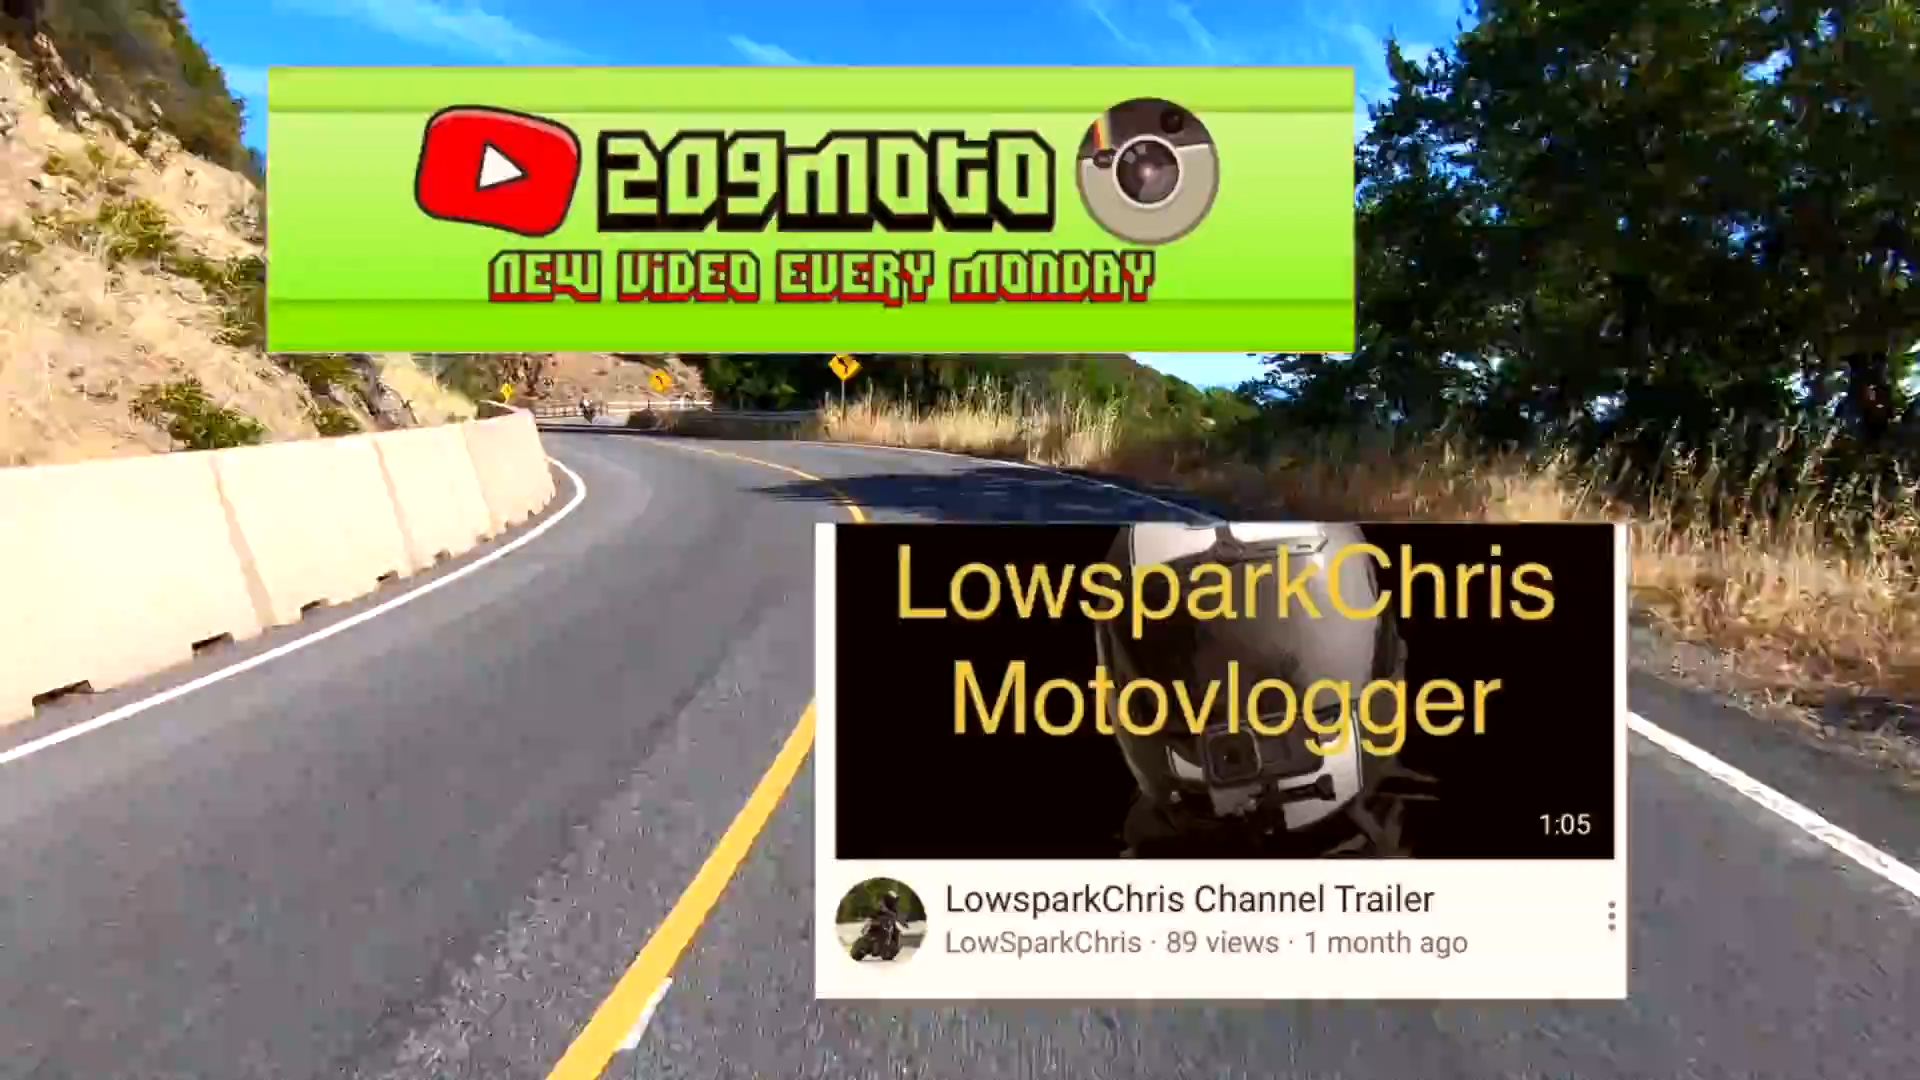 209MOTO
NEW ViDEO EVERY MONDAY
LowsparkChris
Motovlogger
1:05
LowsparkChris Channel Trailer
LowSparkChris · 89 views · 1 month ago